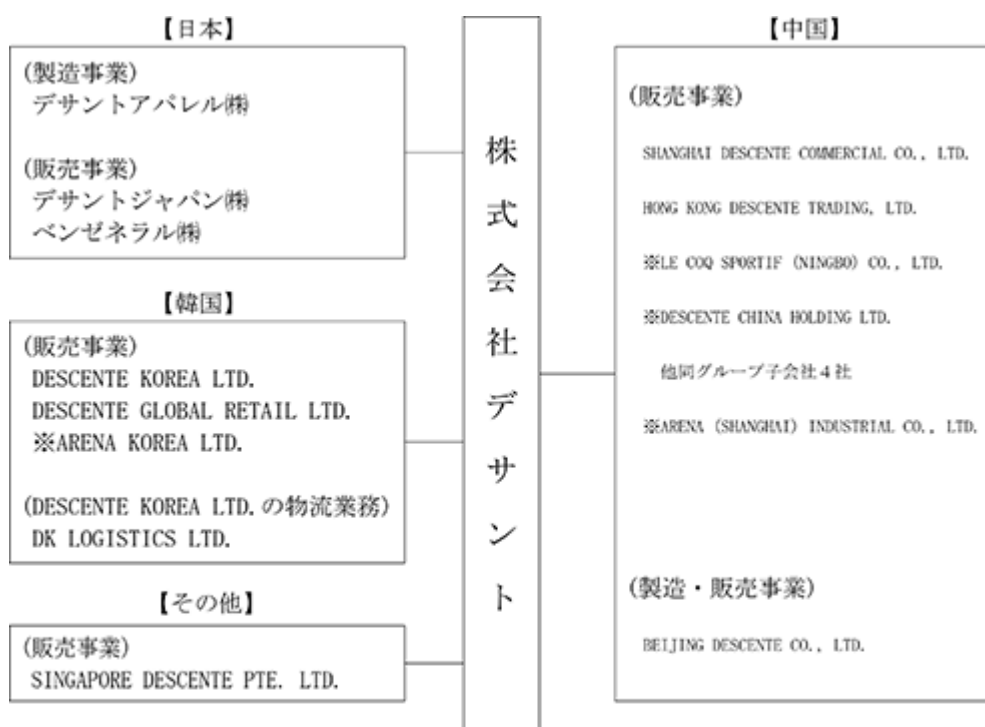 【日本】
(製造事業)
デサントアパレル㈱
(販売事業)
デサントジャパン㈱
ベンゼネラル㈱
【韓国】
(販売事業)
DESCENTE KOREA LTD.
DESCENTE GLOBAL RETAIL LTD.
※ARENA KOREA LTD.
(DESCENTE KOREA LTD.の物流業務)
DK LOGISTICS LTD.
【その他】
(販売事業)
SINGAPORE DESCENTE PTE. LTD.
株式会社デサント
【中国】
(販売事業)
SHANGHAI DESCENTE COMMERCIAL CO., LTD.
HONG KONG DESCENTE TRADING, LTD.
※LE COQ SPORTIF (NINGBO) CO., LTD.
※DESCENTE CHINA HOLDING LTD.
他同グループ子会社4社
※ARENA (SHANGHAI) INDUSTRIAL CO., LTD.
(製造・販売事業)
BEIJING DESCENTE CO., LTD.